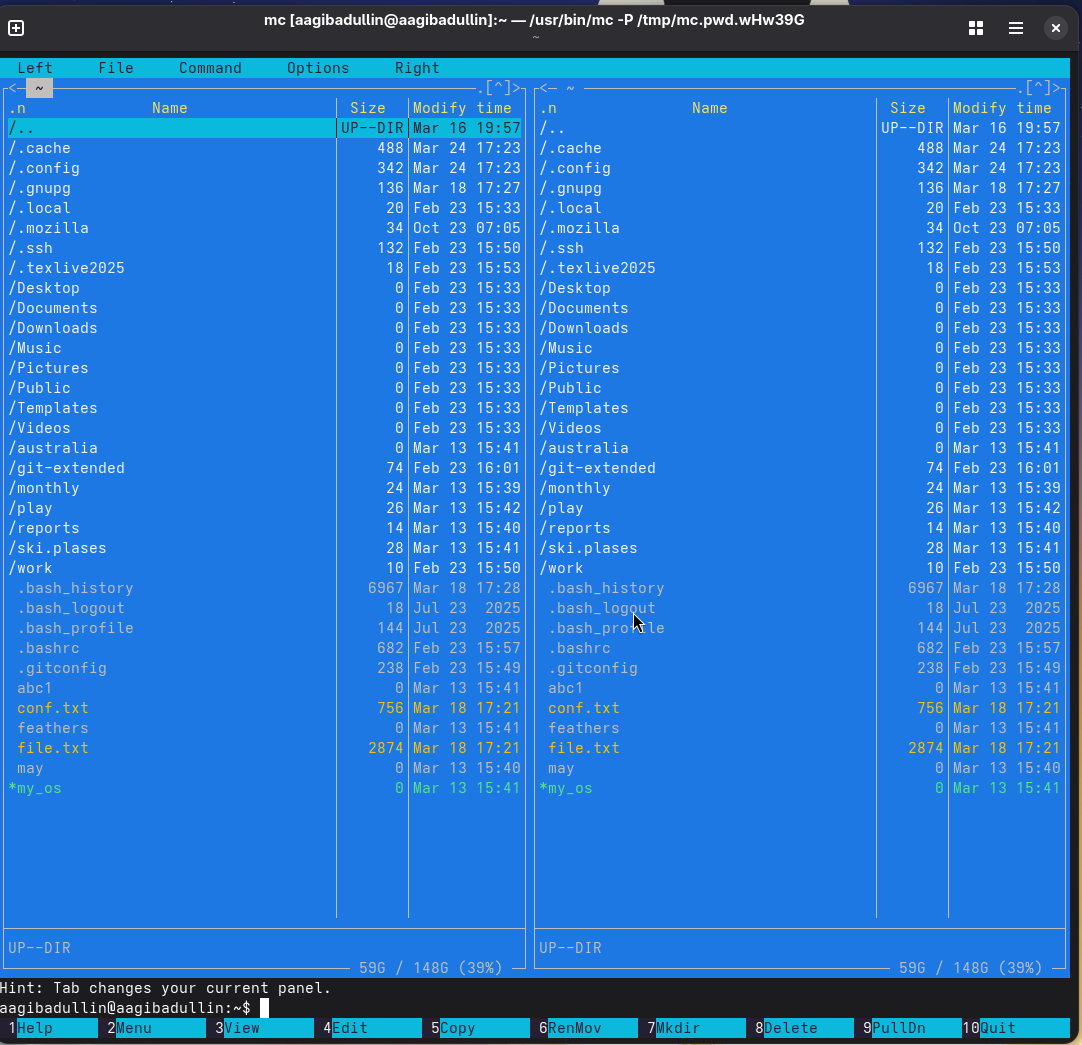 mc [aagibadullin@aagibadullin]:~ — /usr/bin/mc -P /tmp/mc.pwd.wHw39G
~
Left File Command Options Right
<─ ~ .[^]> <─ ~ .[^]>
.n Name Size Modify time .n Name Size Modify time
/.. UP--DIR Mar 16 19:57 /.. UP--DIR Mar 16 19:57
/.cache 488 Mar 24 17:23 /.cache 488 Mar 24 17:23
/.config 342 Mar 24 17:23 /.config 342 Mar 24 17:23
/.gnupg 136 Mar 18 17:27 /.gnupg 136 Mar 18 17:27
/.local 20 Feb 23 15:33 /.local 20 Feb 23 15:33
/.mozilla 34 Oct 23 07:05 /.mozilla 34 Oct 23 07:05
/.ssh 132 Feb 23 15:50 /.ssh 132 Feb 23 15:50
/.texlive2025 18 Feb 23 15:53 /.texlive2025 18 Feb 23 15:53
/Desktop 0 Feb 23 15:33 /Desktop 0 Feb 23 15:33
/Documents 0 Feb 23 15:33 /Documents 0 Feb 23 15:33
/Downloads 0 Feb 23 15:33 /Downloads 0 Feb 23 15:33
/Music 0 Feb 23 15:33 /Music 0 Feb 23 15:33
/Pictures 0 Feb 23 15:33 /Pictures 0 Feb 23 15:33
/Public 0 Feb 23 15:33 /Public 0 Feb 23 15:33
/Templates 0 Feb 23 15:33 /Templates 0 Feb 23 15:33
/Videos 0 Feb 23 15:33 /Videos 0 Feb 23 15:33
/australia 0 Mar 13 15:41 /australia 0 Mar 13 15:41
/git-extended 74 Feb 23 16:01 /git-extended 74 Feb 23 16:01
/monthly 24 Mar 13 15:39 /monthly 24 Mar 13 15:39
/play 26 Mar 13 15:42 /play 26 Mar 13 15:42
/reports 14 Mar 13 15:40 /reports 14 Mar 13 15:40
/ski.plases 28 Mar 13 15:41 /ski.plases 28 Mar 13 15:41
/work 10 Feb 23 15:50 /work 10 Feb 23 15:50
.bash_history 6967 Mar 18 17:28 .bash_history 6967 Mar 18 17:28
.bash_logout 18 Jul 23 2025 .bash_logout 18 Jul 23 2025
.bash_profile 144 Jul 23 2025 .bash_profile 144 Jul 23 2025
.bashrc 682 Feb 23 15:57 .bashrc 682 Feb 23 15:57
.gitconfig 238 Feb 23 15:49 .gitconfig 238 Feb 23 15:49
abc1 0 Mar 13 15:41 abc1 0 Mar 13 15:41
conf.txt 756 Mar 18 17:21 conf.txt 756 Mar 18 17:21
feathers 0 Mar 13 15:41 feathers 0 Mar 13 15:41
file.txt 2874 Mar 18 17:21 file.txt 2874 Mar 18 17:21
may 0 Mar 13 15:40 may 0 Mar 13 15:40
*my_os 0 Mar 13 15:41 *my_os 0 Mar 13 15:41
UP--DIR UP--DIR
59G / 148G (39%) 59G / 148G (39%)
Hint: Tab changes your current panel.
aagibadullin@aagibadullin:~$
1Help 2Menu 3View 4Edit 5Copy 6RenMov 7Mkdir 8Delete 9PullDn 10Quit